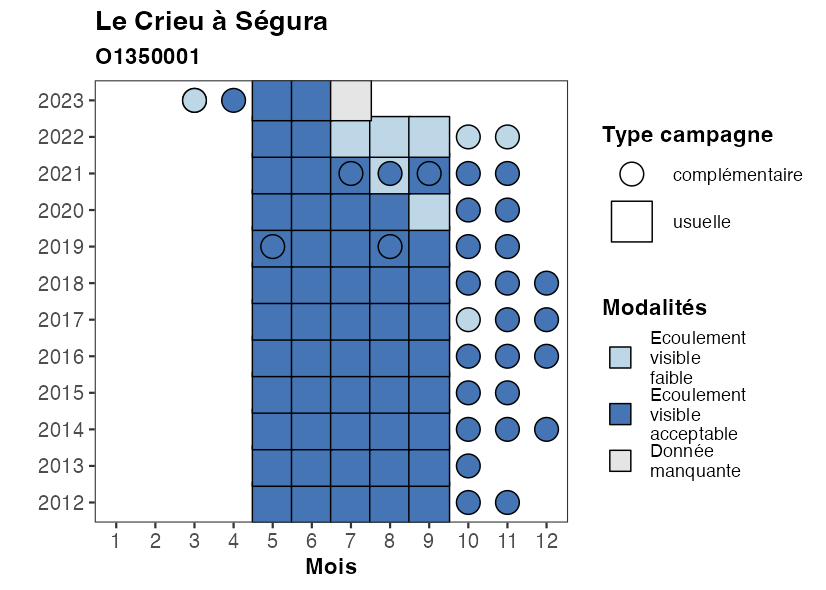 Le Crieu à Ségura
O1350001
2023
2022
2021
2020
2019
2018
2017
2016
2015
2014
2013
2012
1 2 3 4 5 6 7 8 9 10 11 12
Mois
Type campagne
complémentaire
usuelle
Modalités
Ecoulement
visible
faible
Ecoulement
visible
acceptable
Donnée
manquante